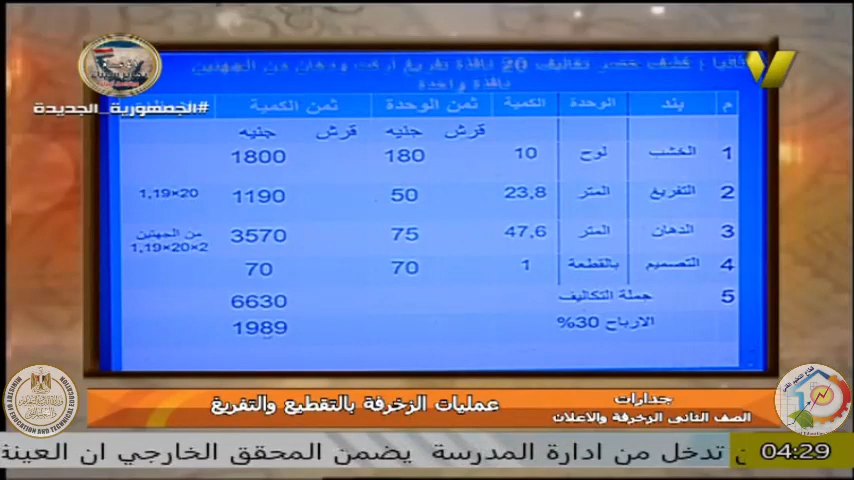 #الجمهورية_الجديدة
ثانيا : كشف حصر تكاليف 20 نافذة تفريغ أركت ودهان من الجهتين
نافذة واحدة
م بند الوحدة الكمية ثمن الوحدة ثمن الكمية
قرش جنيه قرش جنيه
1 الخشب لوح 10 180 1800
2 التفريغ المتر 23,8 50 1190 1,19×20
3 الدهان المتر 47,6 75 3570 من الجهتين
1,19×20×2
4 التصميم بالقطعة 1 70 70
5 جملة التكاليف 6630
الارباح 30% 1989
جدارات
الصف الثانى الزخرفة والاعلان
عمليات الزخرفة بالتقطيع والتفريغ
تدخل من ادارة المدرسة يضمن المحقق الخارجي ان العينة
04:29